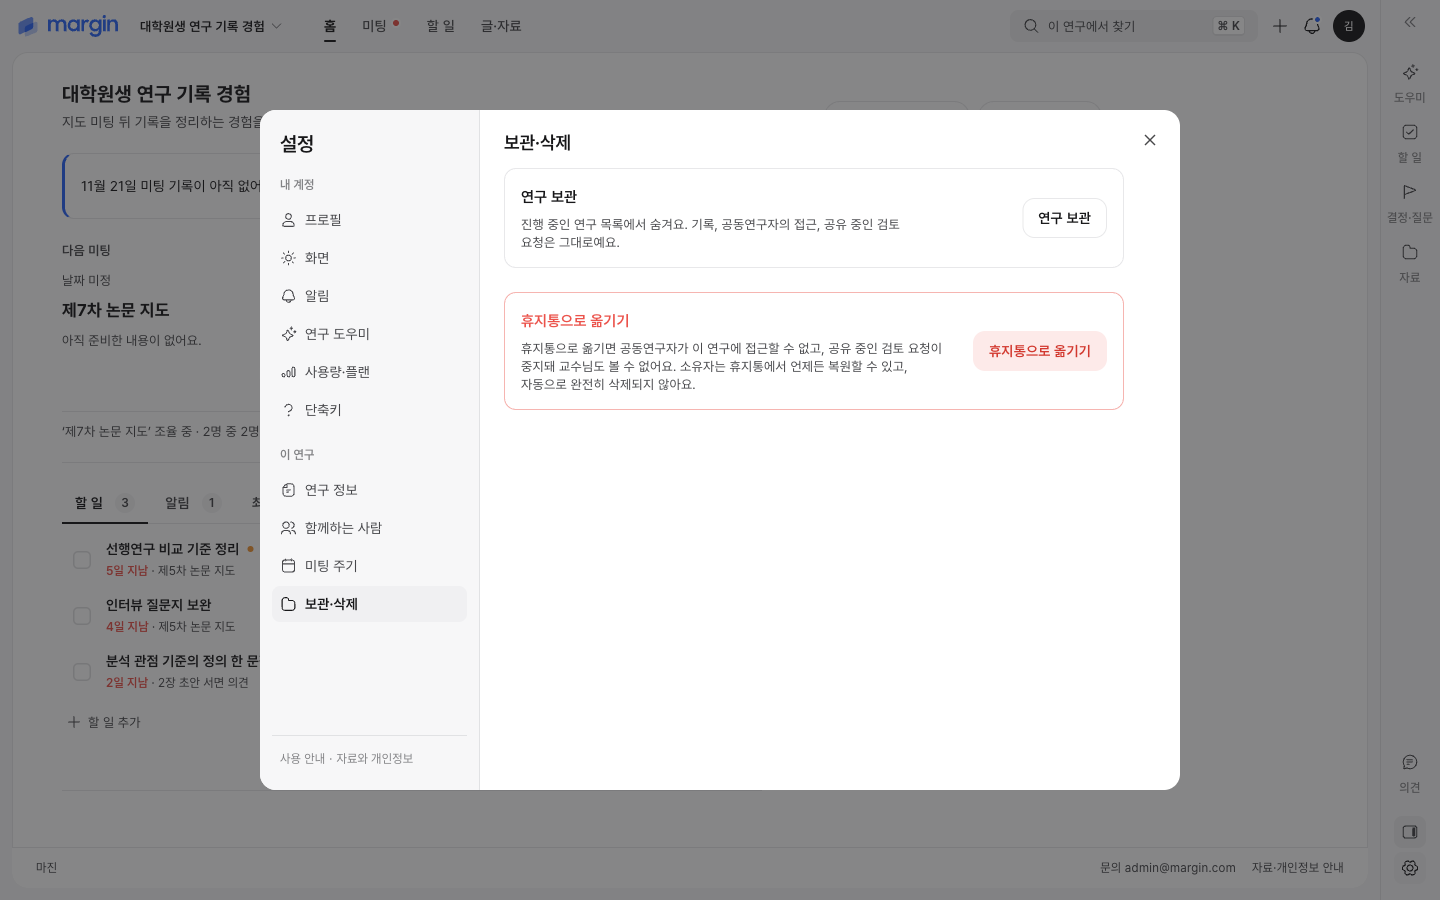 margin
대학원생 연구 기록 경험
홈
미팅
할 일
글·자료
이 연구에서 찾기
⌘ K
김
대학원생 연구 기록 경험
지도 미팅 뒤 기록을 정리하는 경험을
11월 21일 미팅 기록이 아직 없어
다음 미팅
날짜 미정
제7차 논문 지도
아직 준비한 내용이 없어요.
‘제7차 논문 지도’ 조율 중 · 2명 중 2명
할 일 3
알림 1
선행연구 비교 기준 정리
5일 지남 · 제5차 논문 지도
인터뷰 질문지 보완
4일 지남 · 제5차 논문 지도
분석 관점 기준의 정의 한 문
2일 지남 · 2장 초안 서면 의견
할 일 추가
설정
내 계정
프로필
화면
알림
연구 도우미
사용량·플랜
단축키
이 연구
연구 정보
함께하는 사람
미팅 주기
보관·삭제
사용 안내 · 자료와 개인정보
보관·삭제
연구 보관
진행 중인 연구 목록에서 숨겨요. 기록, 공동연구자의 접근, 공유 중인 검토
요청은 그대로예요.
연구 보관
휴지통으로 옮기기
휴지통으로 옮기면 공동연구자가 이 연구에 접근할 수 없고, 공유 중인 검토 요청이
중지돼 교수님도 볼 수 없어요. 소유자는 휴지통에서 언제든 복원할 수 있고,
자동으로 완전히 삭제되지 않아요.
휴지통으로 옮기기
도우미
할 일
결정·질문
자료
의견
마진
문의 admin@margin.com
자료·개인정보 안내